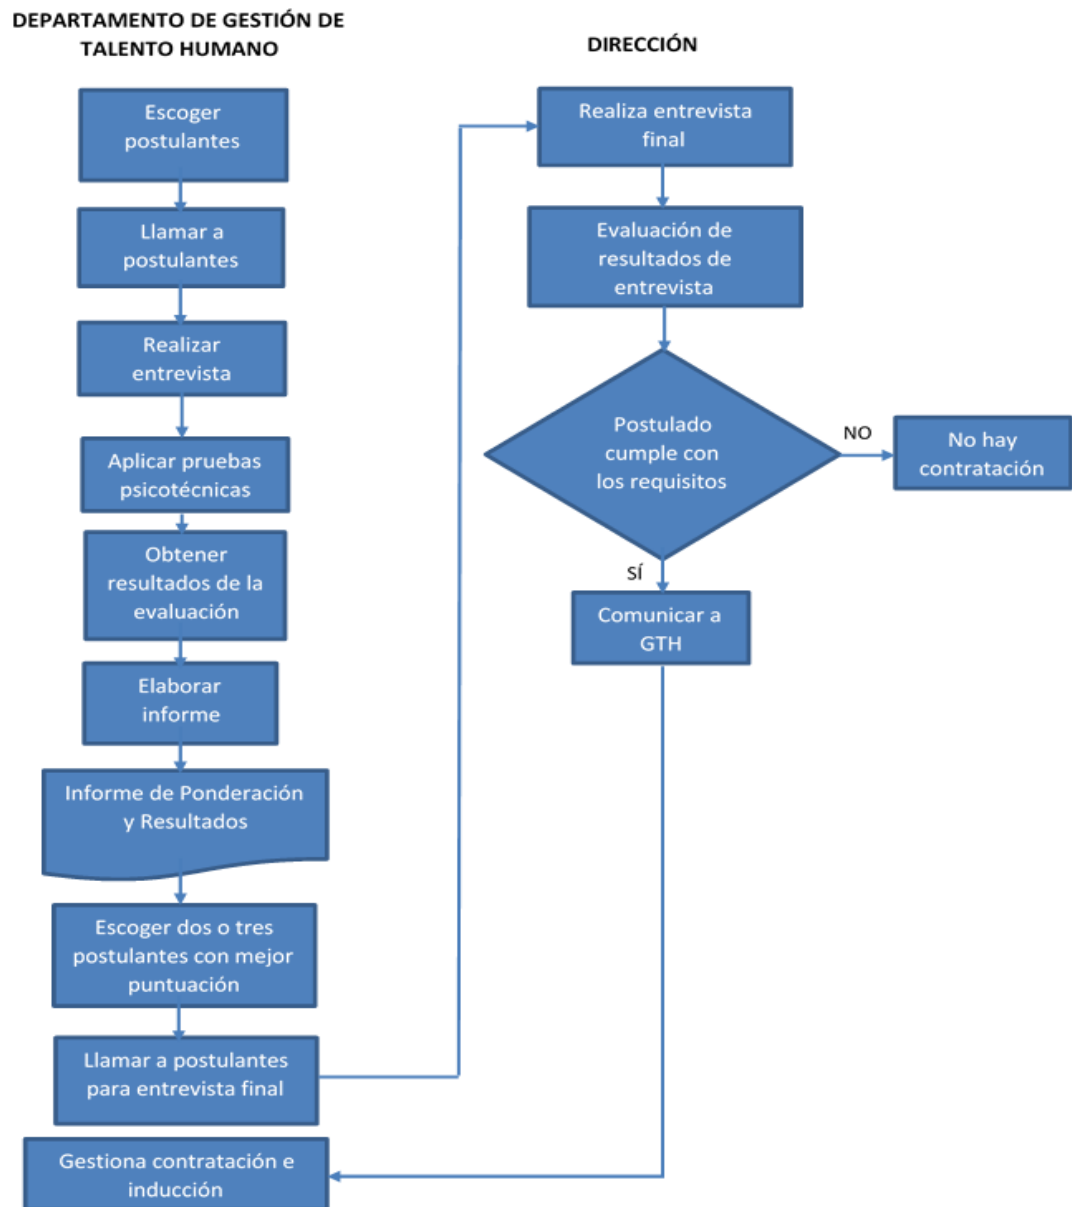 DEPARTAMENTO DE GESTIÓN DE
TALENTO HUMANO
Escoger
postulantes
Llamar a
postulantes
Realizar
entrevista
Aplicar pruebas
psicotécnicas
Obtener
resultados de la
evaluación
Elaborar
informe
Informe de Ponderación
y Resultados
Escoger dos o tres
postulantes con mejor
puntuación
Llamar a postulantes
para entrevista final
Gestiona contratación e
inducción
DIRECCIÓN
Realiza entrevista
final
Evaluación de
resultados de
entrevista
Postulado
cumple con
los requisitos
NO
No hay
contratación
SÍ
Comunicar a
GTH